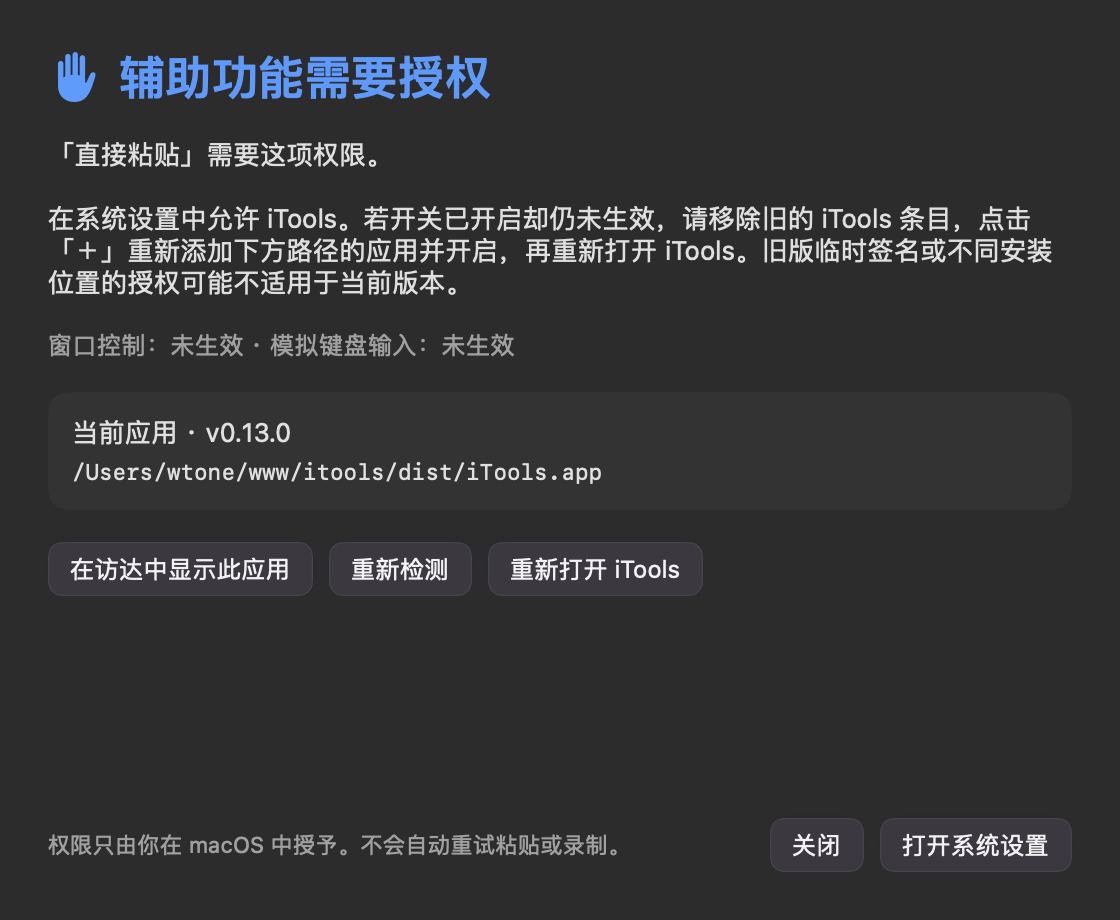 辅助功能需要授权
「直接粘贴」需要这项权限。
在系统设置中允许 iTools。若开关已开启却仍未生效，请移除旧的 iTools 条目，点击
「＋」重新添加下方路径的应用并开启，再重新打开 iTools。旧版临时签名或不同安装
位置的授权可能不适用于当前版本。
窗口控制：未生效 · 模拟键盘输入：未生效
当前应用 · v0.13.0
/Users/wtone/www/itools/dist/iTools.app
在访达中显示此应用 重新检测 重新打开 iTools
权限只由你在 macOS 中授予。不会自动重试粘贴或录制。 关闭 打开系统设置